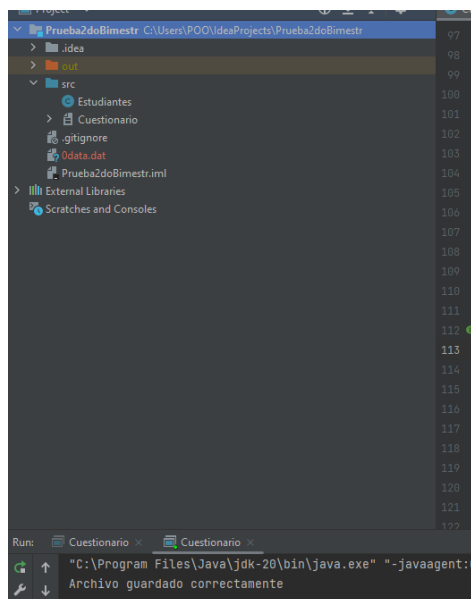 Project
Prueba2doBimestr C:\Users\POO\IdeaProjects\Prueba2doBimestr
.idea
out
src
Estudiantes
Cuestionario
.gitignore
0data.dat
Prueba2doBimestr.iml
External Libraries
Scratches and Consoles
97
98
99
100
101
102
103
104
105
106
107
108
109
110
111
112
113
114
115
116
117
118
119
120
121
122
Run: Cuestionario Cuestionario
"C:\Program Files\Java\jdk-20\bin\java.exe" "-javaagent:
Archivo guardado correctamente